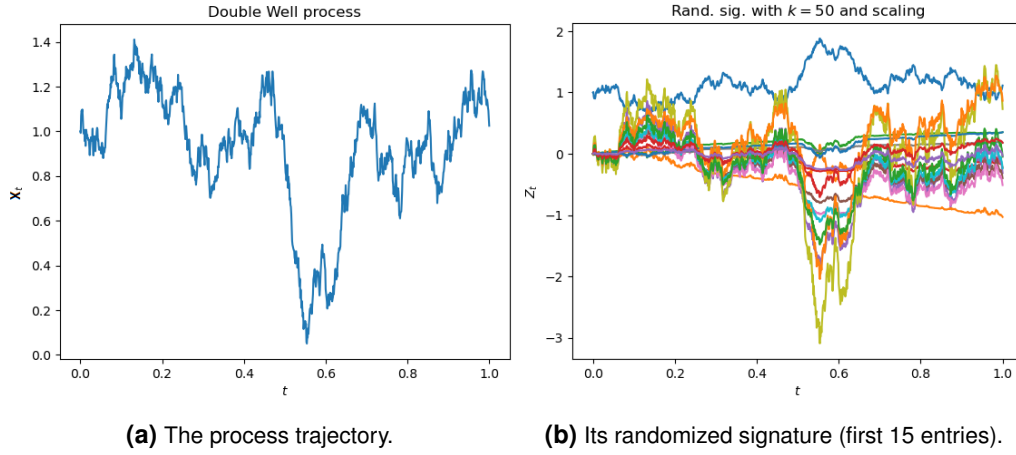 Double Well process
1.4
1.2
1.0
0.8
0.6
0.4
0.2
0.0
X_t
0.0 0.2 0.4 0.6 0.8 1.0
t
(a) The process trajectory.
Rand. sig. with k = 50 and scaling
2
1
0
−1
−2
−3
Z_t
0.0 0.2 0.4 0.6 0.8 1.0
t
(b) Its randomized signature (first 15 entries).